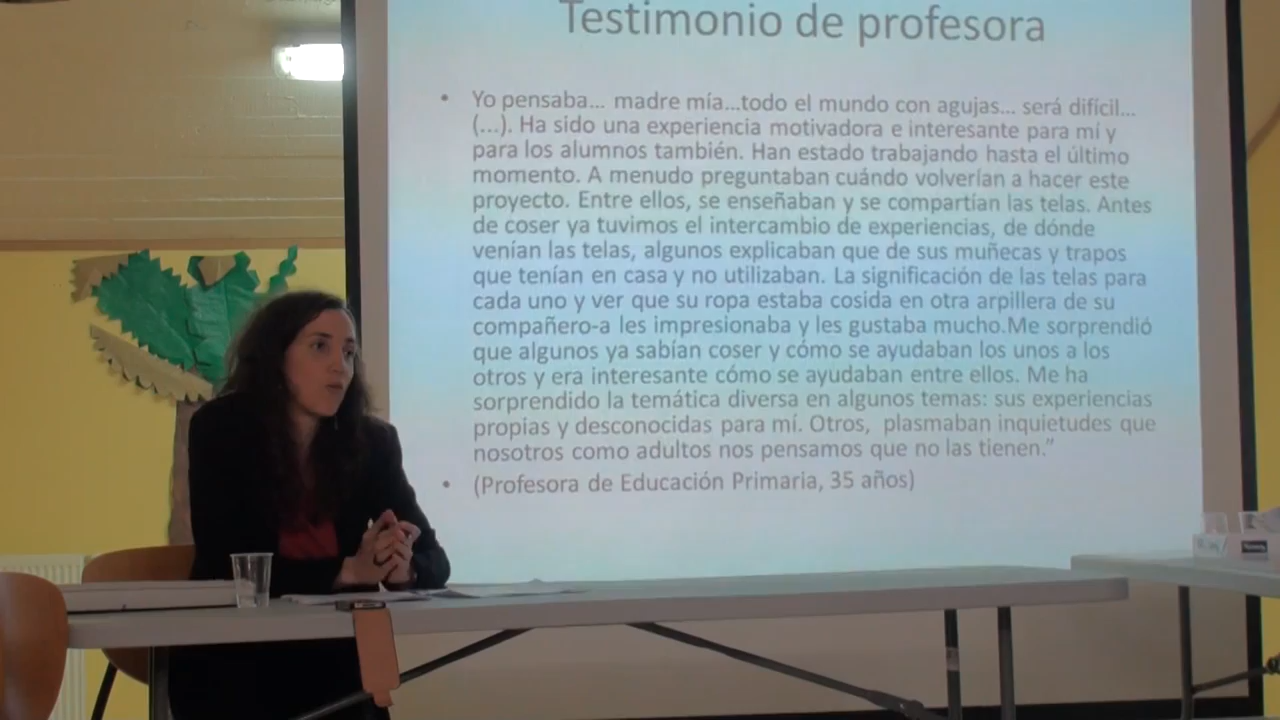 Testimonio de profesora
• Yo pensaba... madre mía...todo el mundo con agujas... será difícil...
(...). Ha sido una experiencia motivadora e interesante para mí y
para los alumnos también. Han estado trabajando hasta el último
momento. A menudo preguntaban cuándo volverían a hacer este
proyecto. Entre ellos, se enseñaban y se compartían las telas. Antes
de coser ya tuvimos el intercambio de experiencias, de dónde
venían las telas, algunos explicaban que de sus muñecas y trapos
que tenían en casa y no utilizaban. La significación de las telas para
cada uno y ver que su ropa estaba cosida en otra arpillera de su
compañero-a les impresionaba y les gustaba mucho.Me sorprendió
que algunos ya sabían coser y cómo se ayudaban los unos a los
otros y era interesante cómo se ayudaban entre ellos. Me ha
sorprendido la temática diversa en algunos temas: sus experiencias
propias y desconocidas para mí. Otros, plasmaban inquietudes que
nosotros como adultos nos pensamos que no las tienen.”
• (Profesora de Educación Primaria, 35 años)